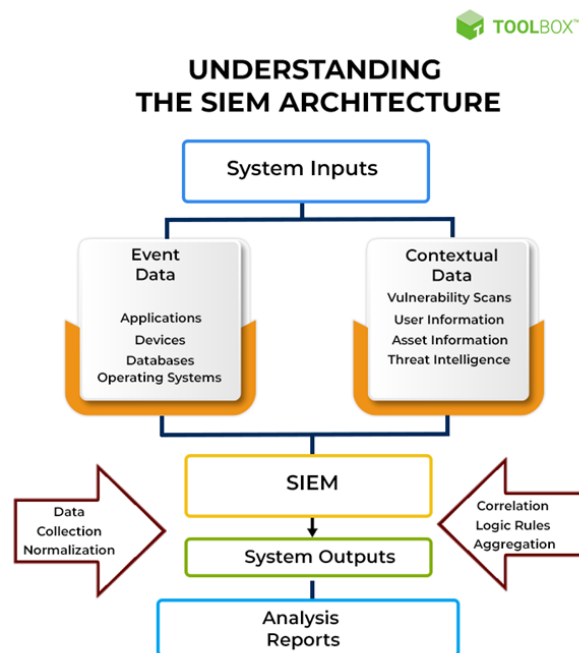 TOOLBOX™
UNDERSTANDING
THE SIEM ARCHITECTURE
System Inputs
Event
Data
Applications
Devices
Databases
Operating Systems
Contextual
Data
Vulnerability Scans
User Information
Asset Information
Threat Intelligence
SIEM
Data
Collection
Normalization
Correlation
Logic Rules
Aggregation
System Outputs
Analysis
Reports